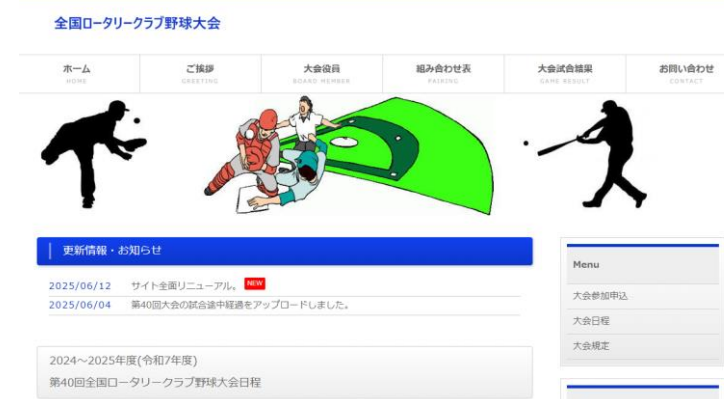 全国ロータリークラブ野球大会
ホーム ご挨拶 大会役員 組み合わせ表 大会試合結果 お問い合わせ
HOME GREETING BOARD MEMBER PAIRING GAME RESULT CONTACT
更新情報・お知らせ
2025/06/12 サイト全面リニューアル。 NEW
2025/06/04 第40回大会の試合途中経過をアップロードしました。
2024～2025年度(令和7年度)
第40回全国ロータリークラブ野球大会日程
Menu
大会参加申込
大会日程
大会規定